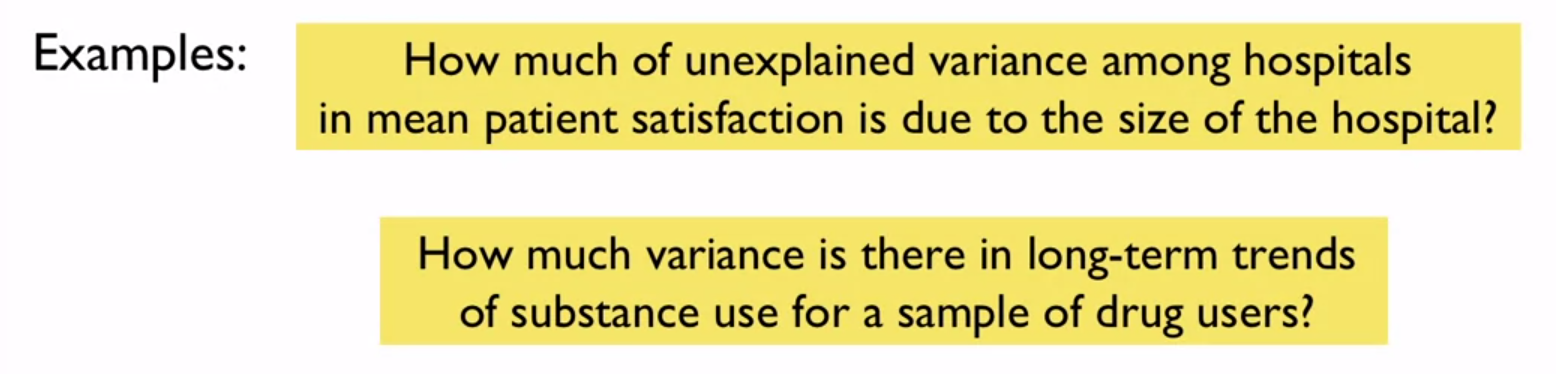 Examples:
How much of unexplained variance among hospitals
in mean patient satisfaction is due to the size of the hospital?
How much variance is there in long-term trends
of substance use for a sample of drug users?